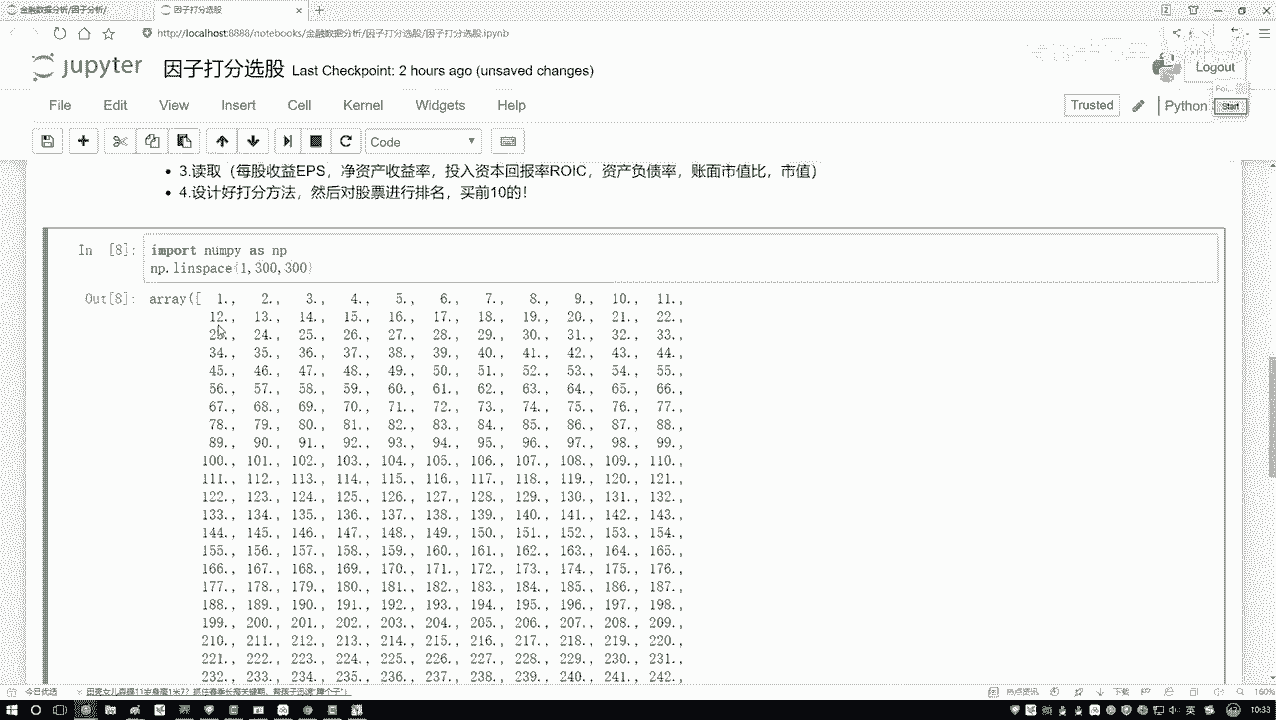 金融数据分析/因子分析/
因子打分选股
http://localhost:8888/notebooks/金融数据分析/因子打分选股/因子打分选股.ipynb
jupyter 因子打分选股 Last Checkpoint: 2 hours ago (unsaved changes)
Logout
File Edit View Insert Cell Kernel Widgets Help
Trusted Python
Start
Code
• 3.读取（每股收益EPS，净资产收益率，投入资本回报率ROIC，资产负债率，账面市值比，市值）
• 4.设计好打分方法，然后对股票进行排名，买前10的!
In [8]: import numpy as np
np.linspace(1,300,300)
Out[8]: array([ 1., 2., 3., 4., 5., 6., 7., 8., 9., 10., 11.,
12., 13., 14., 15., 16., 17., 18., 19., 20., 21., 22.,
23., 24., 25., 26., 27., 28., 29., 30., 31., 32., 33.,
34., 35., 36., 37., 38., 39., 40., 41., 42., 43., 44.,
45., 46., 47., 48., 49., 50., 51., 52., 53., 54., 55.,
56., 57., 58., 59., 60., 61., 62., 63., 64., 65., 66.,
67., 68., 69., 70., 71., 72., 73., 74., 75., 76., 77.,
78., 79., 80., 81., 82., 83., 84., 85., 86., 87., 88.,
89., 90., 91., 92., 93., 94., 95., 96., 97., 98., 99.,
100., 101., 102., 103., 104., 105., 106., 107., 108., 109., 110.,
111., 112., 113., 114., 115., 116., 117., 118., 119., 120., 121.,
122., 123., 124., 125., 126., 127., 128., 129., 130., 131., 132.,
133., 134., 135., 136., 137., 138., 139., 140., 141., 142., 143.,
144., 145., 146., 147., 148., 149., 150., 151., 152., 153., 154.,
155., 156., 157., 158., 159., 160., 161., 162., 163., 164., 165.,
166., 167., 168., 169., 170., 171., 172., 173., 174., 175., 176.,
177., 178., 179., 180., 181., 182., 183., 184., 185., 186., 187.,
188., 189., 190., 191., 192., 193., 194., 195., 196., 197., 198.,
199., 200., 201., 202., 203., 204., 205., 206., 207., 208., 209.,
210., 211., 212., 213., 214., 215., 216., 217., 218., 219., 220.,
221., 222., 223., 224., 225., 226., 227., 228., 229., 230., 231.,
232., 233., 234., 235., 236., 237., 238., 239., 240., 241., 242.,
今日优选
热点资讯 下载 160%
英 10:33